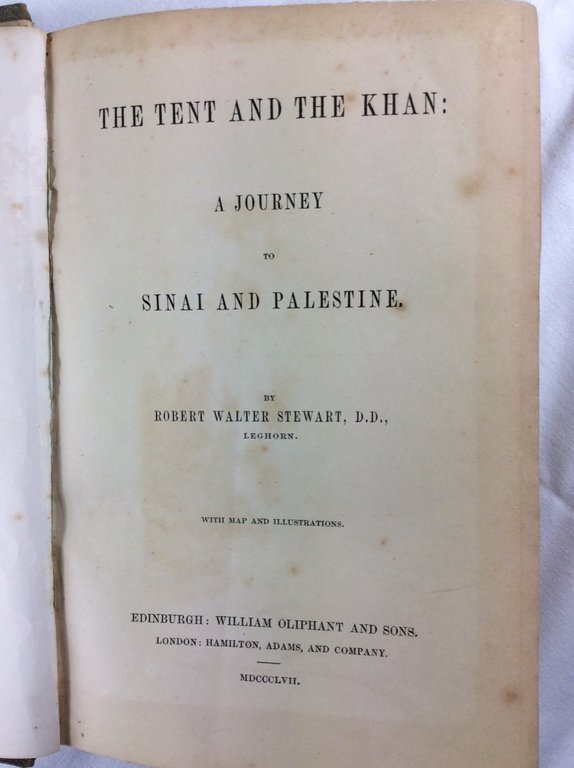 THE TENT AND THE KHAN:
A JOURNEY
TO
SINAI AND PALESTINE.
BY
ROBERT WALTER STEWART, D.D.,
LEGHORN.
WITH MAP AND ILLUSTRATIONS.
EDINBURGH: WILLIAM OLIPHANT AND SONS.
LONDON: HAMILTON, ADAMS, AND COMPANY.
MDCCCLVII.